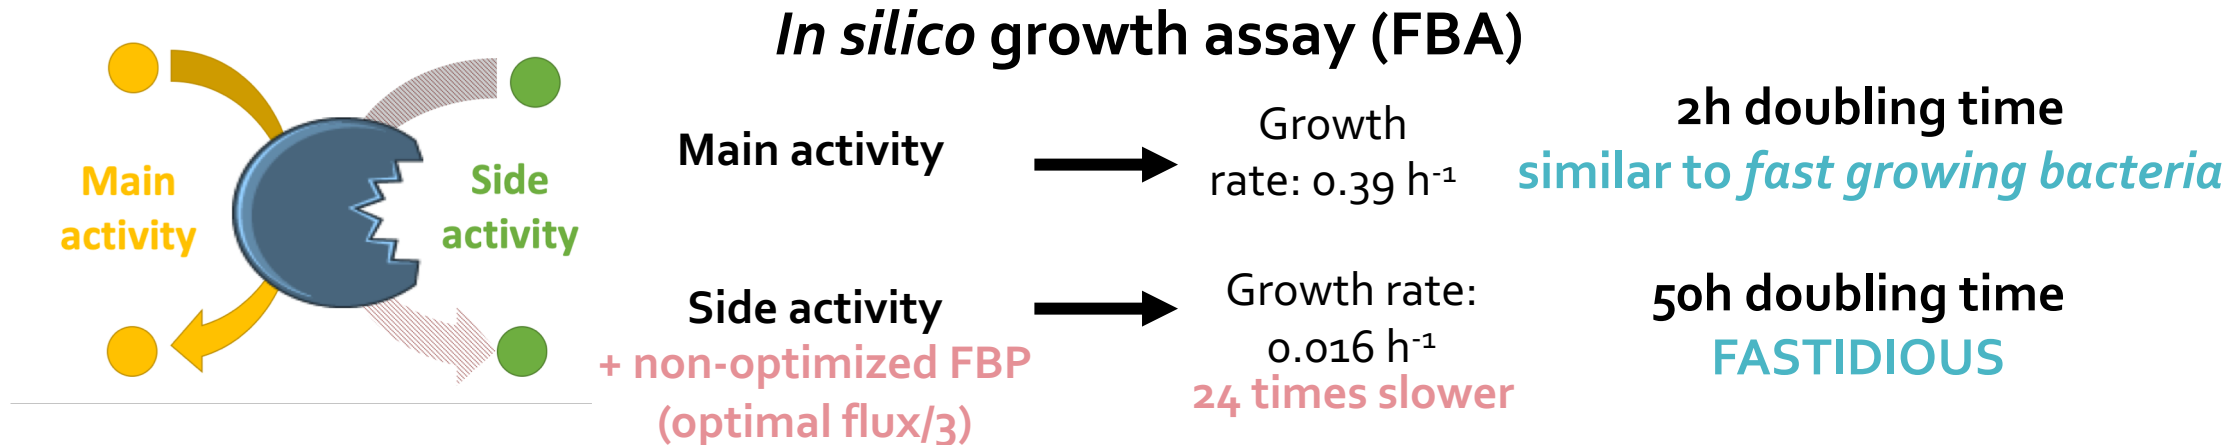 In silico growth assay (FBA)
Main
activity
Side
activity
Main activity
Growth
rate: 0.39 h⁻¹
2h doubling time
similar to fast growing bacteria
Side activity
+ non-optimized FBP
(optimal flux/3)
Growth rate:
0.016 h⁻¹
24 times slower
50h doubling time
FASTIDIOUS